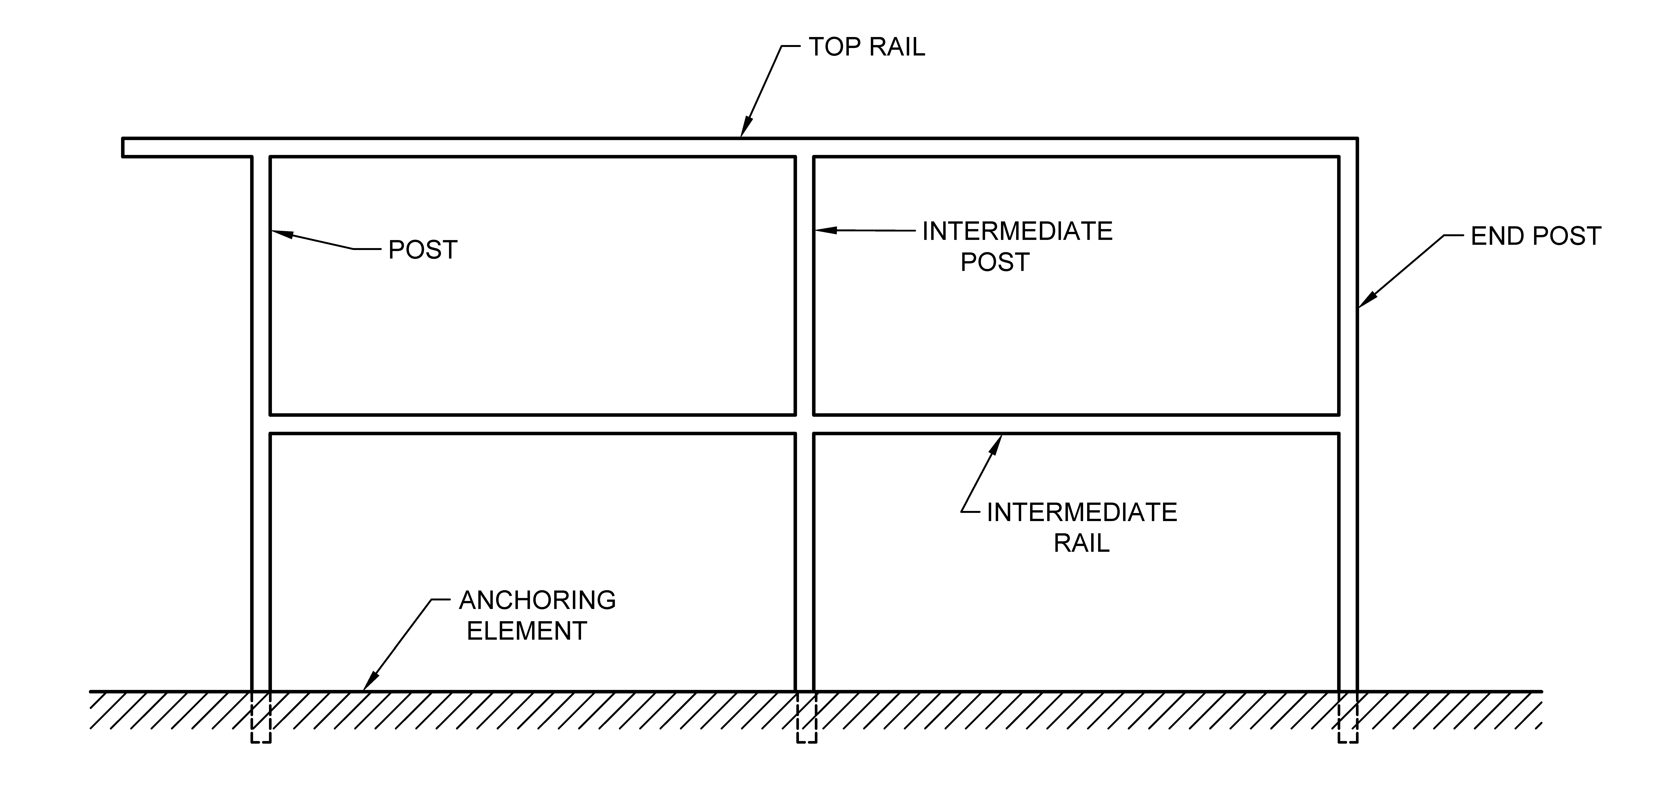 TOP RAIL
POST
INTERMEDIATE
POST
END POST
INTERMEDIATE
RAIL
ANCHORING
ELEMENT